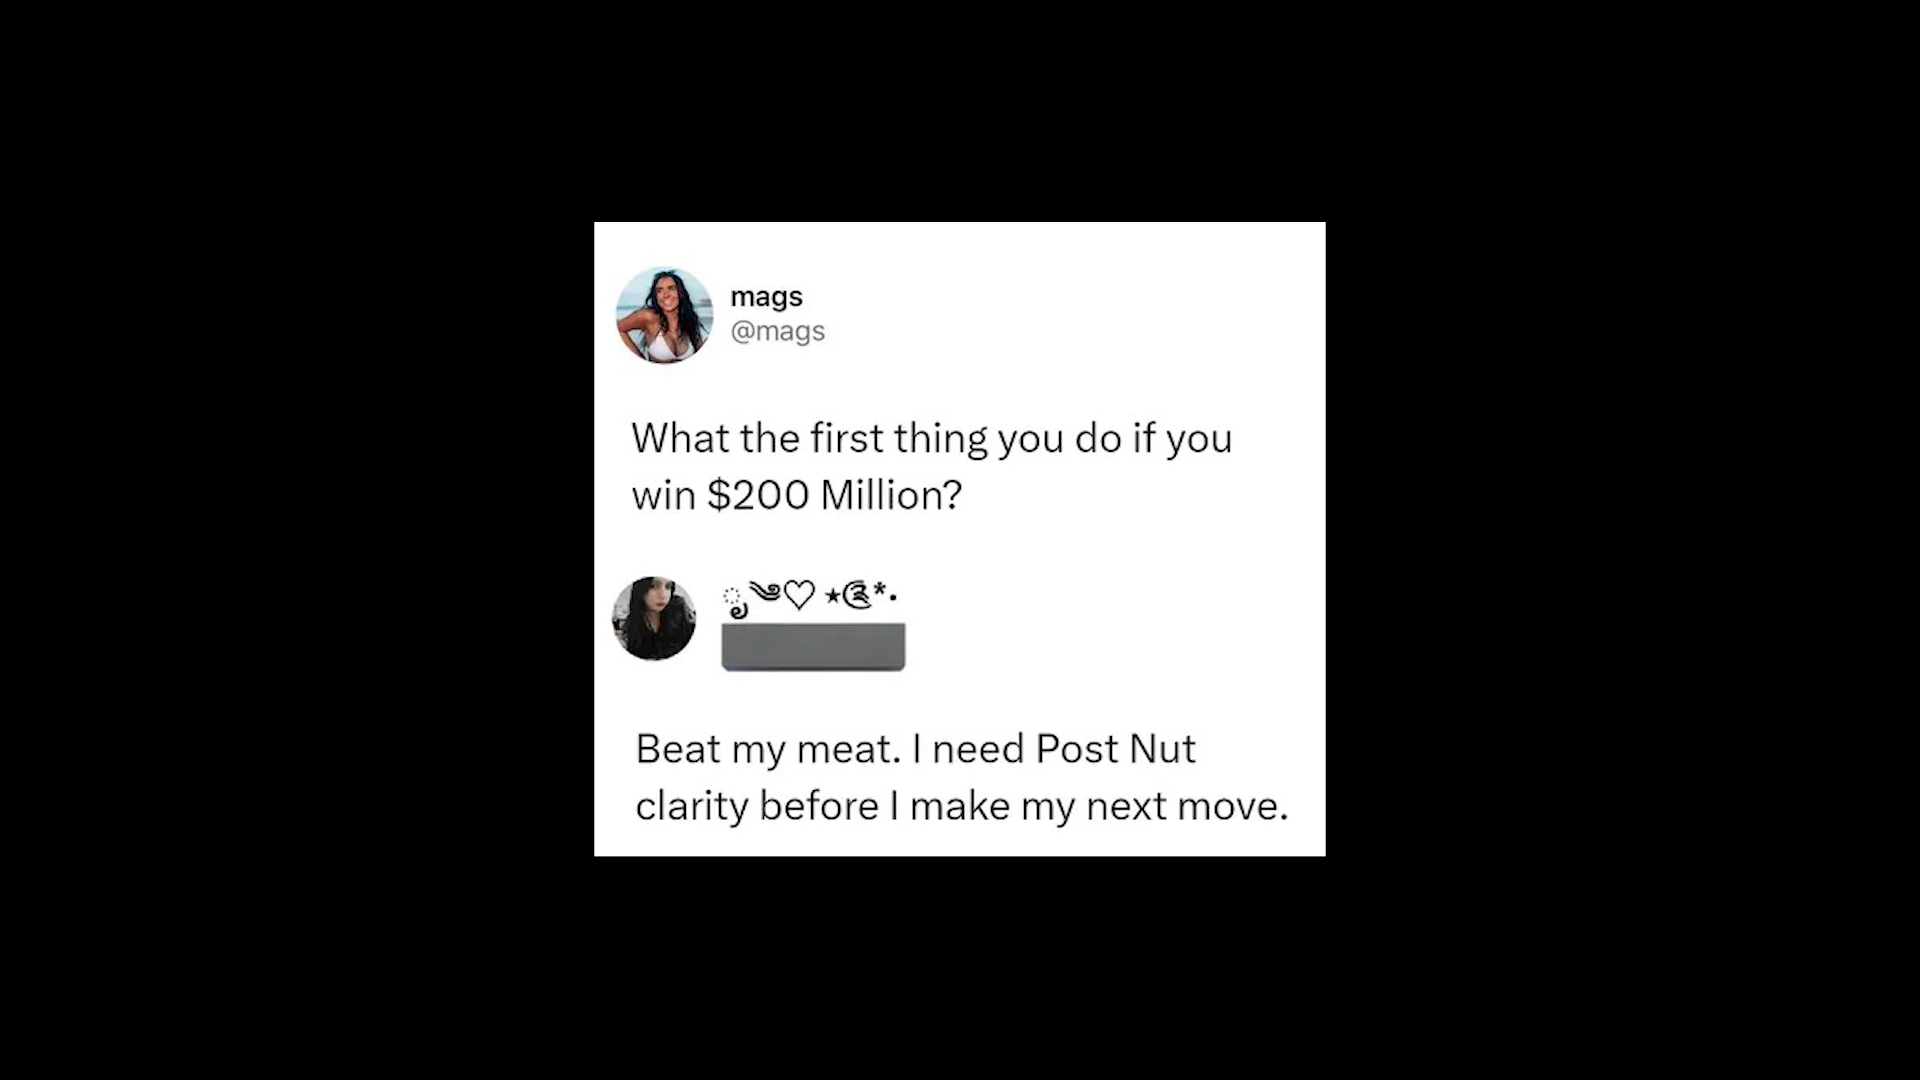 mags
@mags
What the first thing you do if you
win $200 Million?
ৢ༄♡ ⋆༊*·
Beat my meat. I need Post Nut
clarity before I make my next move.